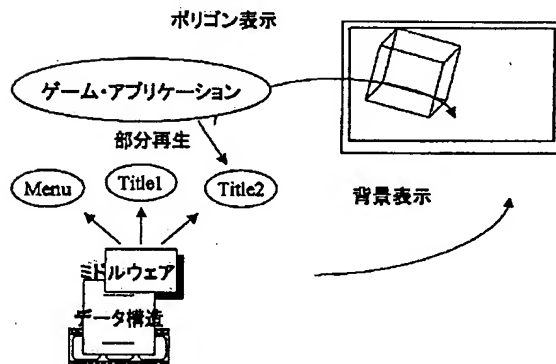 ポリゴン表示
ゲーム・アプリケーション
部分再生
Menu
Title1
Title2
背景表示
ミドルウェア
データ構造